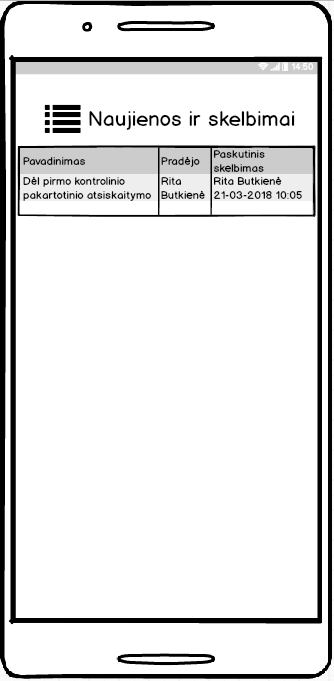 14:50
Naujienos ir skelbimai
Pavadinimas Pradėjo Paskutinis
skelbimas
Dėl pirmo kontrolinio Rita Rita Butkienė
pakartotinio atsiskaitymo Butkienė 21-03-2018 10:05